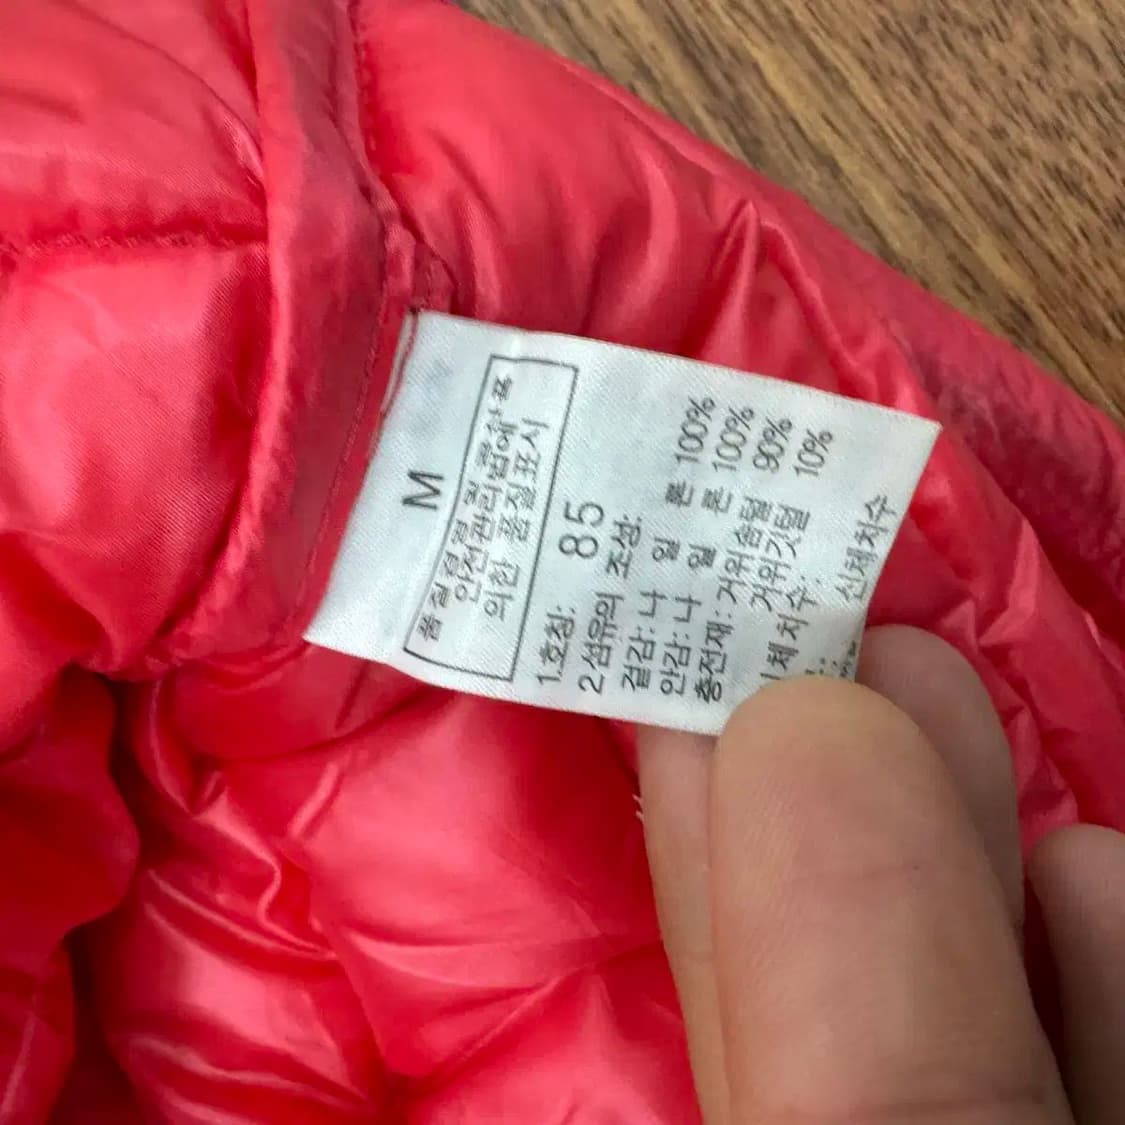 M
품질경영 및 공산품
안전관리법에
의한 품질표시
1.호칭: 85
2 섬유의 조성:
겉감: 나 일 론 100%
안감: 나 일 론 100%
충전재: 거위솜털 90%
거위깃털 10%
체치수: 신체치수